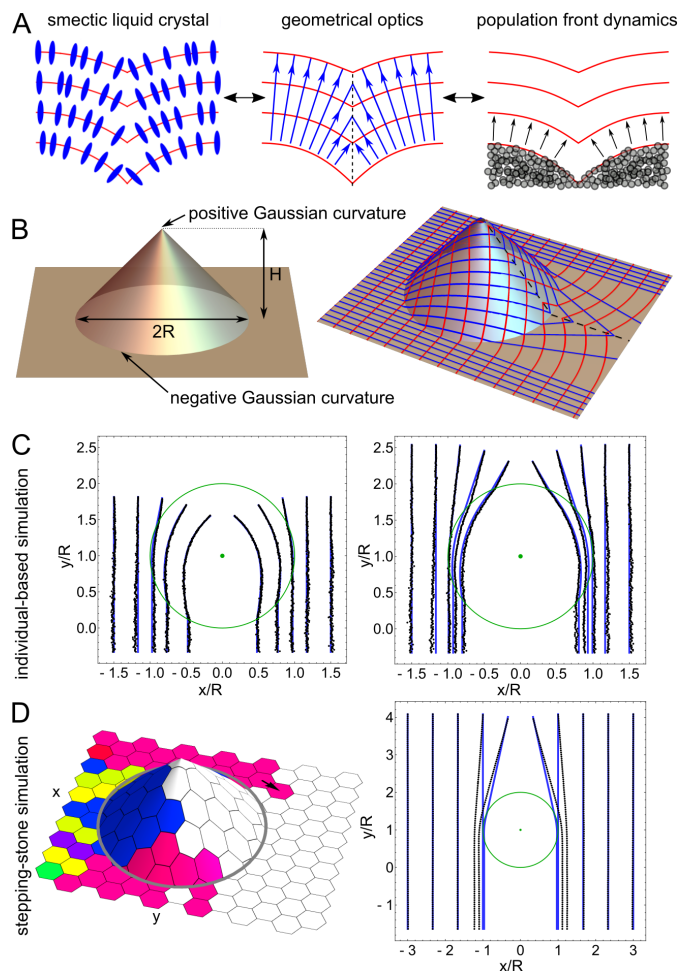 A
smectic liquid crystal
geometrical optics
population front dynamics
B
positive Gaussian curvature
H
2R
negative Gaussian curvature
C
individual-based simulation
2.5
2.0
1.5
1.0
0.5
0.0
y/R
- 1.5 - 1.0 - 0.5 0.0 0.5 1.0 1.5
x/R
2.5
2.0
1.5
1.0
0.5
0.0
y/R
- 1.5 - 1.0 - 0.5 0.0 0.5 1.0 1.5
x/R
D
stepping-stone simulation
x
y
4
3
2
1
0
- 1
y/R
- 3 - 2 - 1 0 1 2 3
x/R